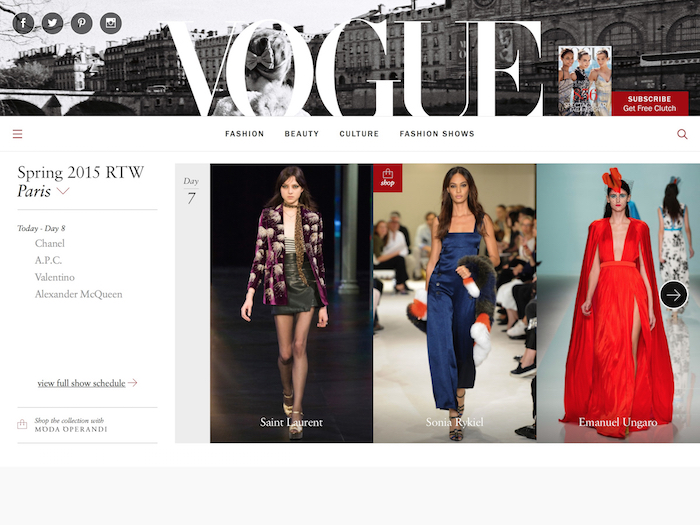 VOGUE
SUBSCRIBE
Get Free Clutch
FASHION
BEAUTY
CULTURE
FASHION SHOWS
Spring 2015 RTW
Paris
Today - Day 8
Chanel
A.P.C.
Valentino
Alexander McQueen
view full show schedule
Shop the collection with
MODA OPERANDI
Day
7
shop
Saint Laurent
Sonia Rykiel
Emanuel Ungaro